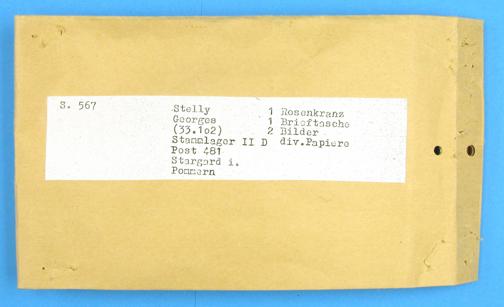 S. 567 Stelly 1 Rosenkranz
Georges 1 Brieftasche
(33.1o2) 2 Bilder
Stammlager II D div.Papiere
Post 481
Stargard i.
Pommern